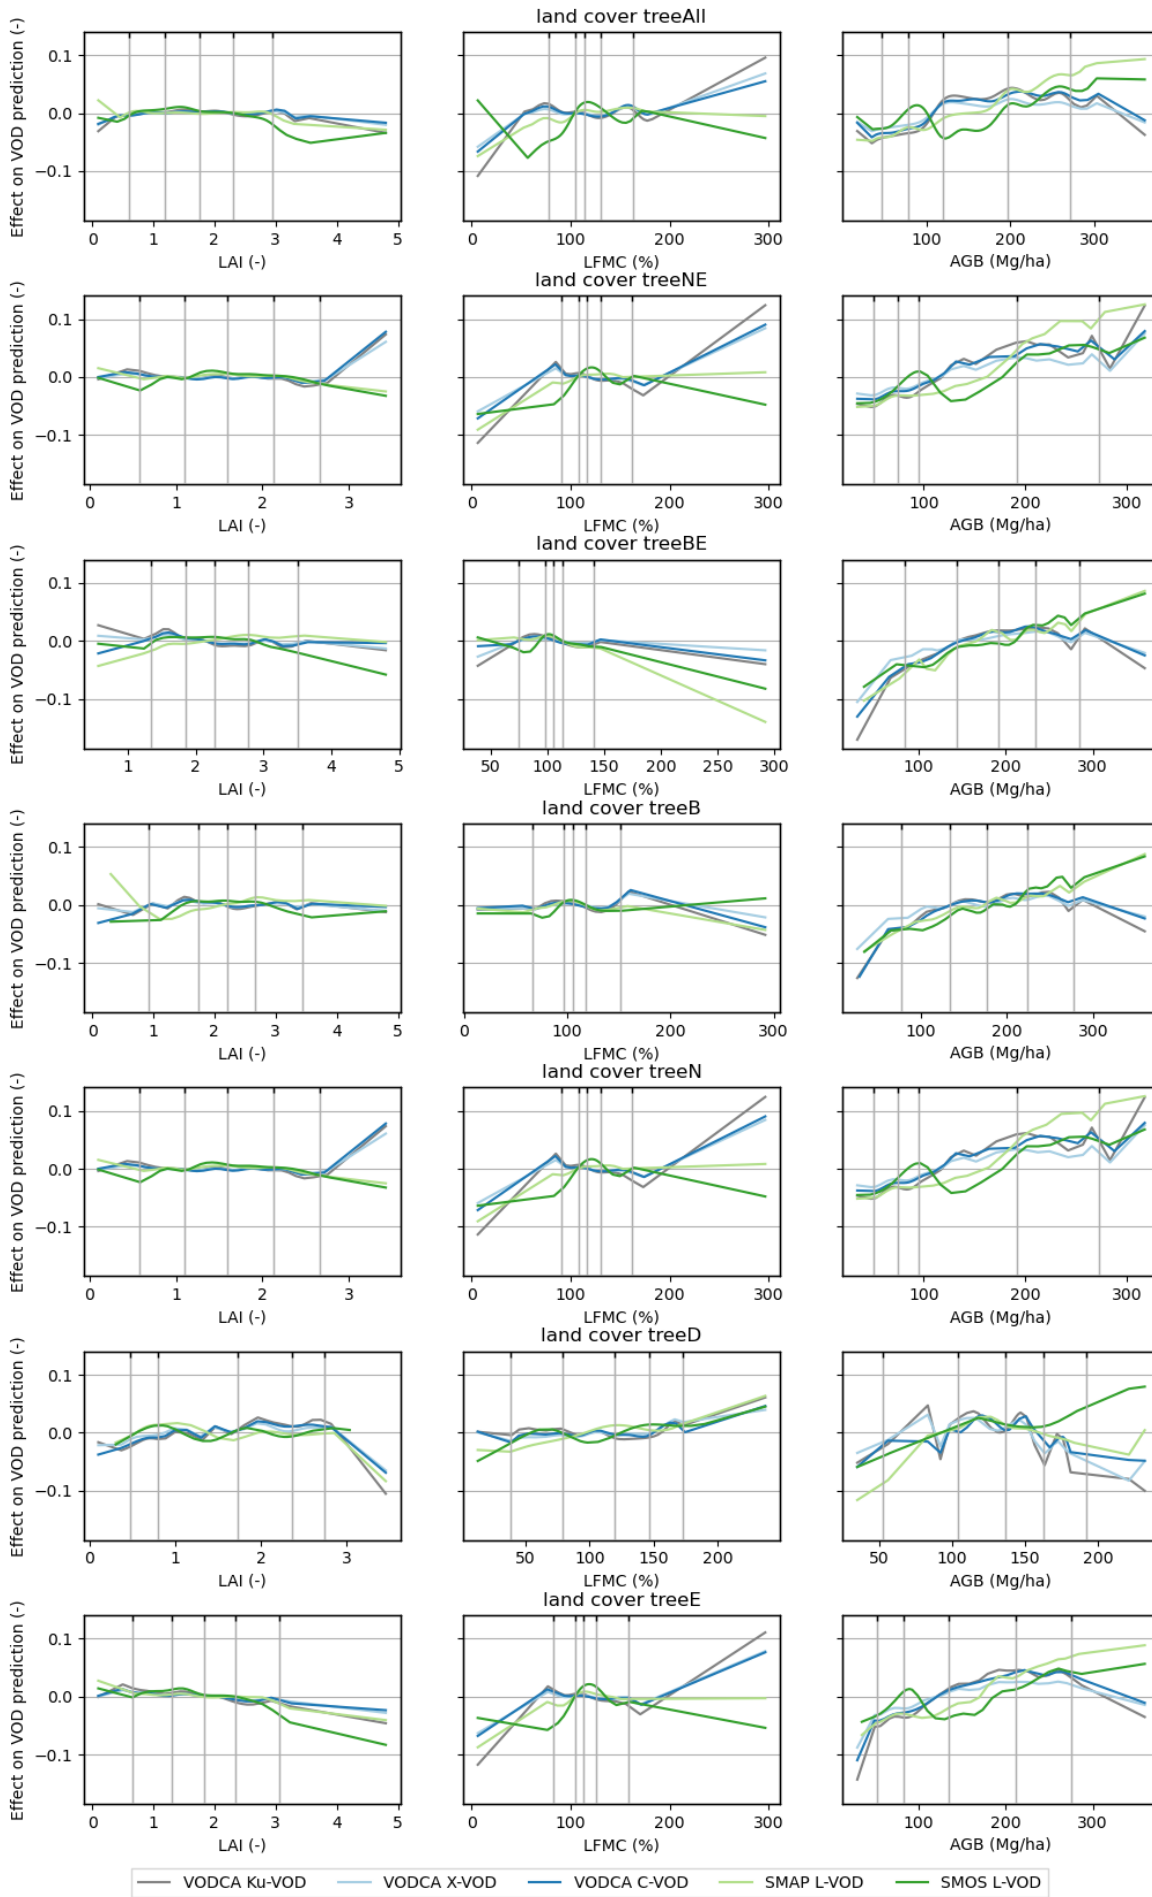 land cover treeAll
Effect on VOD prediction (-)
0.1
0.0
−0.1
0 1 2 3 4 5
0 100 200 300
100 200 300
LAI (-)
LFMC (%)
AGB (Mg/ha)
land cover treeNE
Effect on VOD prediction (-)
0.1
0.0
−0.1
0 1 2 3
0 100 200 300
100 200 300
LAI (-)
LFMC (%)
AGB (Mg/ha)
land cover treeBE
Effect on VOD prediction (-)
0.1
0.0
−0.1
1 2 3 4 5
50 100 150 200 250 300
100 200 300
LAI (-)
LFMC (%)
AGB (Mg/ha)
land cover treeB
Effect on VOD prediction (-)
0.1
0.0
−0.1
0 1 2 3 4 5
0 100 200 300
100 200 300
LAI (-)
LFMC (%)
AGB (Mg/ha)
land cover treeN
Effect on VOD prediction (-)
0.1
0.0
−0.1
0 1 2 3
0 100 200 300
100 200 300
LAI (-)
LFMC (%)
AGB (Mg/ha)
land cover treeD
Effect on VOD prediction (-)
0.1
0.0
−0.1
0 1 2 3
50 100 150 200
50 100 150 200
LAI (-)
LFMC (%)
AGB (Mg/ha)
land cover treeE
Effect on VOD prediction (-)
0.1
0.0
−0.1
0 1 2 3 4 5
0 100 200 300
100 200 300
LAI (-)
LFMC (%)
AGB (Mg/ha)
VODCA Ku-VOD VODCA X-VOD VODCA C-VOD SMAP L-VOD SMOS L-VOD